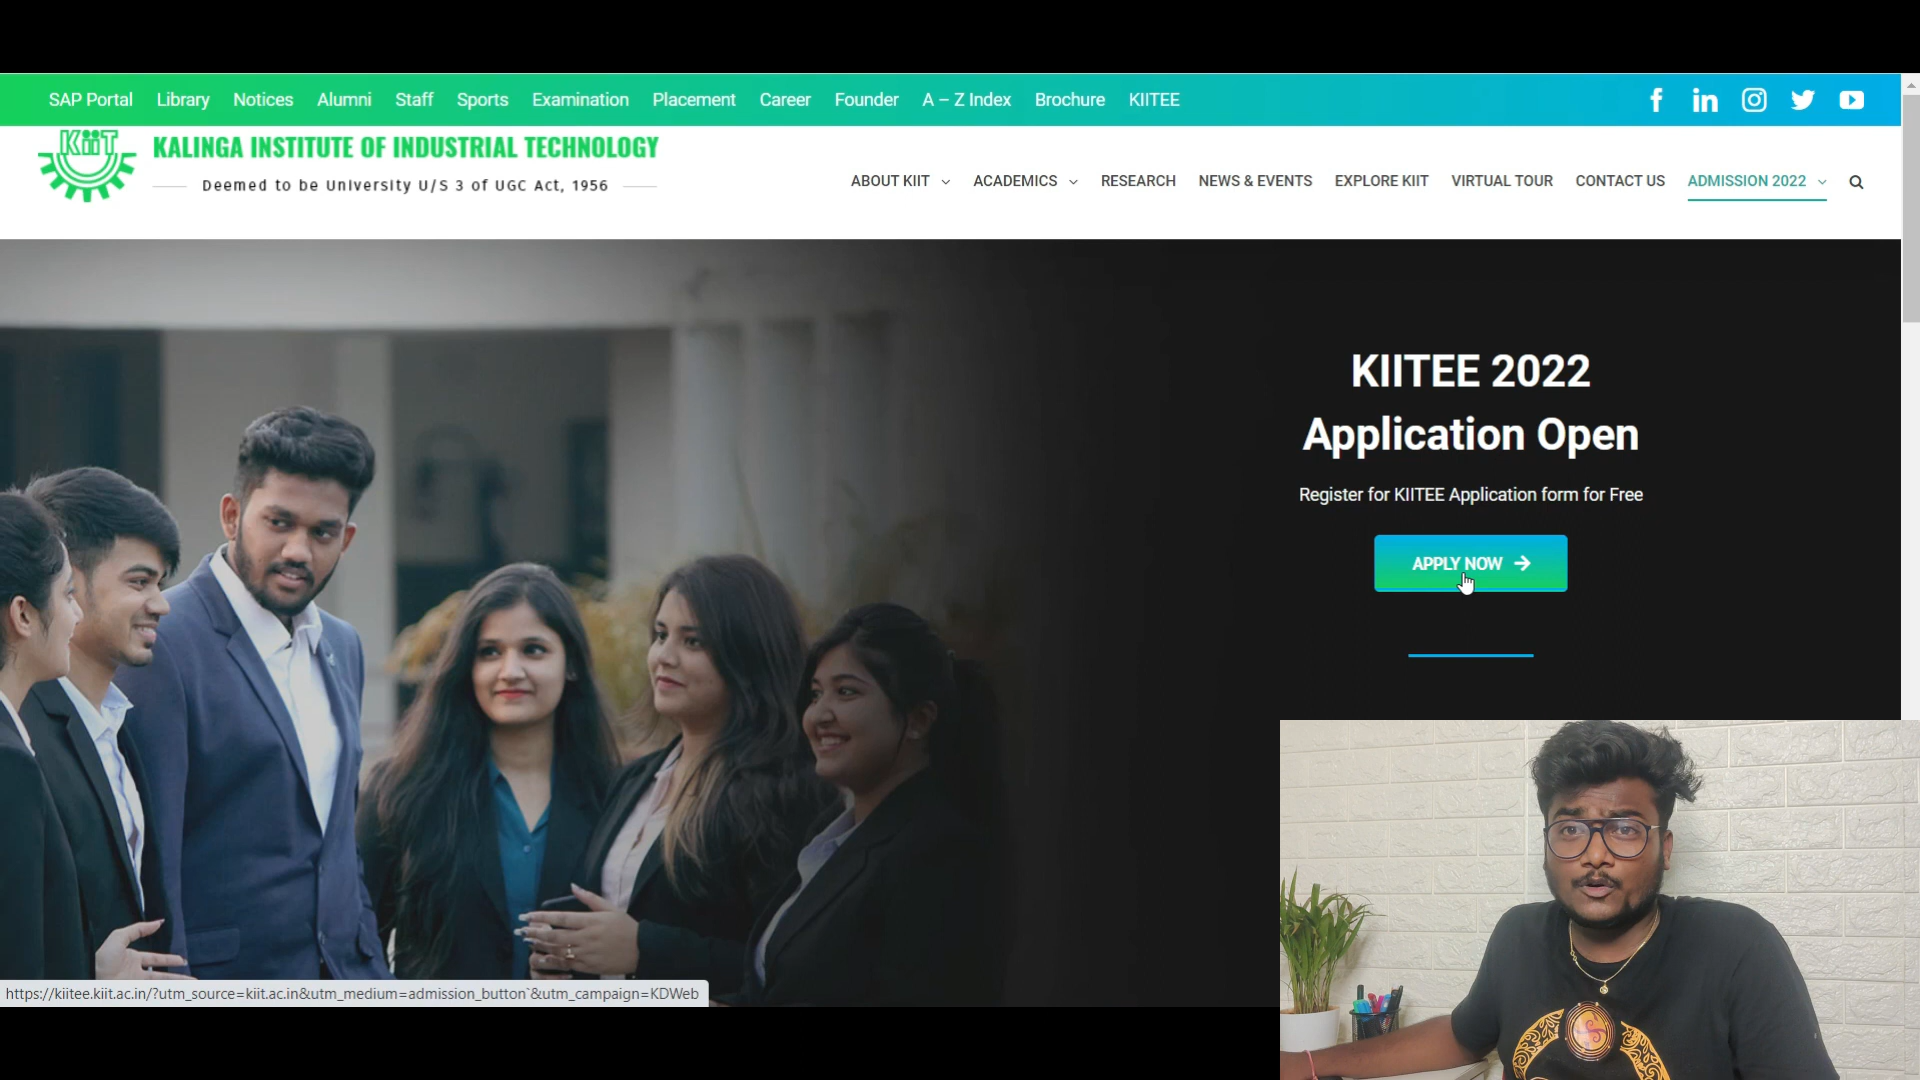 SAP Portal Library Notices Alumni Staff Sports Examination Placement Career Founder A – Z Index Brochure KIITEE
KiiT
KALINGA INSTITUTE OF INDUSTRIAL TECHNOLOGY
Deemed to be University U/S 3 of UGC Act, 1956
ABOUT KIIT ACADEMICS RESEARCH NEWS & EVENTS EXPLORE KIIT VIRTUAL TOUR CONTACT US ADMISSION 2022
KIITEE 2022
Application Open
Register for KIITEE Application form for Free
APPLY NOW
https://kiitee.kiit.ac.in/?utm_source=kiit.ac.in&utm_medium=admission_button`&utm_campaign=KDWeb